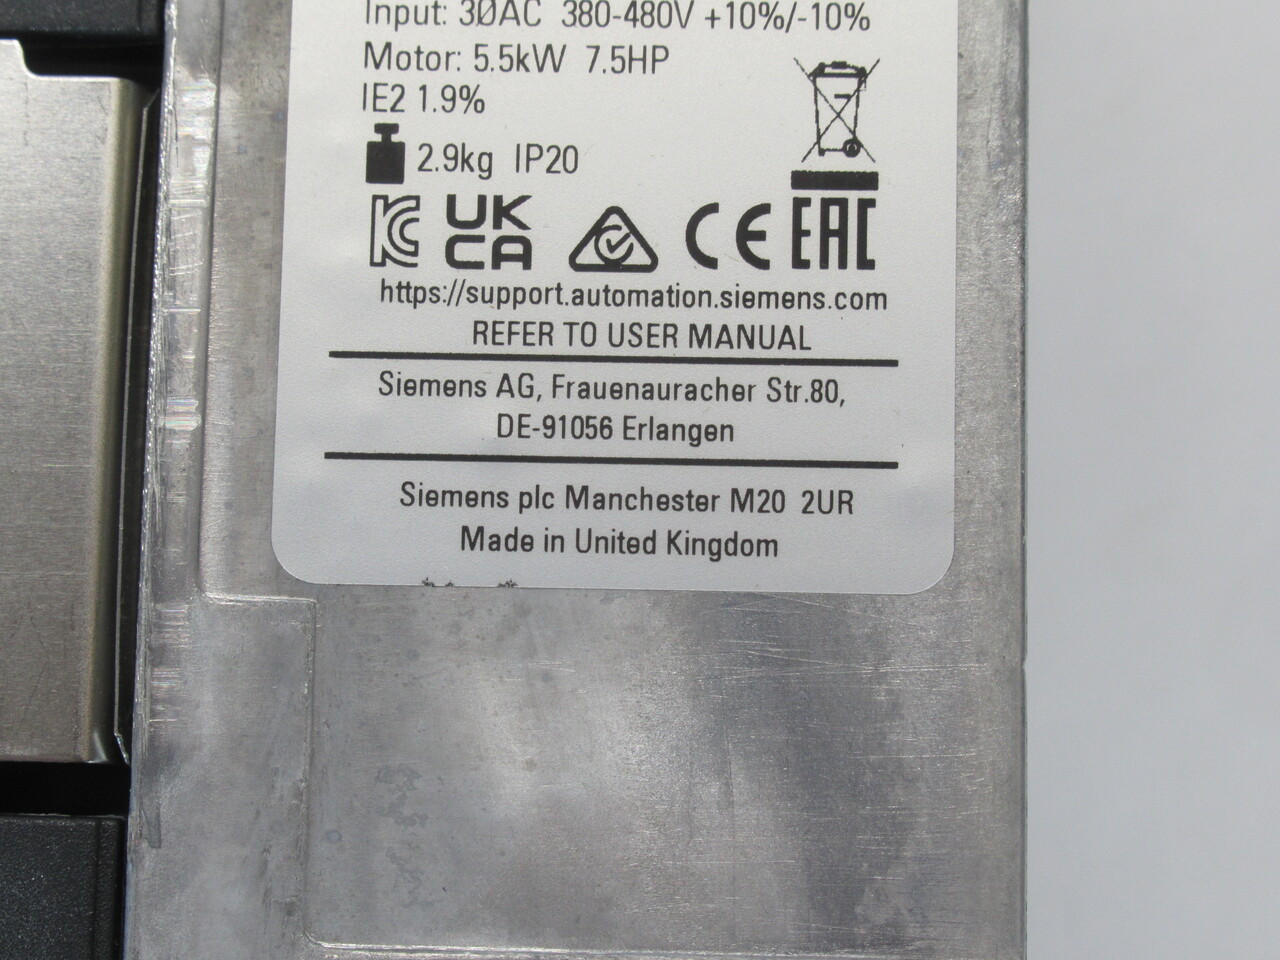 Input: 3ØAC 380-480V +10%/-10%
Motor: 5.5kW 7.5HP
IE2 1.9%
2.9kg IP20
KC UK CA CE EAC
https://support.automation.siemens.com
REFER TO USER MANUAL
Siemens AG, Frauenauracher Str.80,
DE-91056 Erlangen
Siemens plc Manchester M20 2UR
Made in United Kingdom